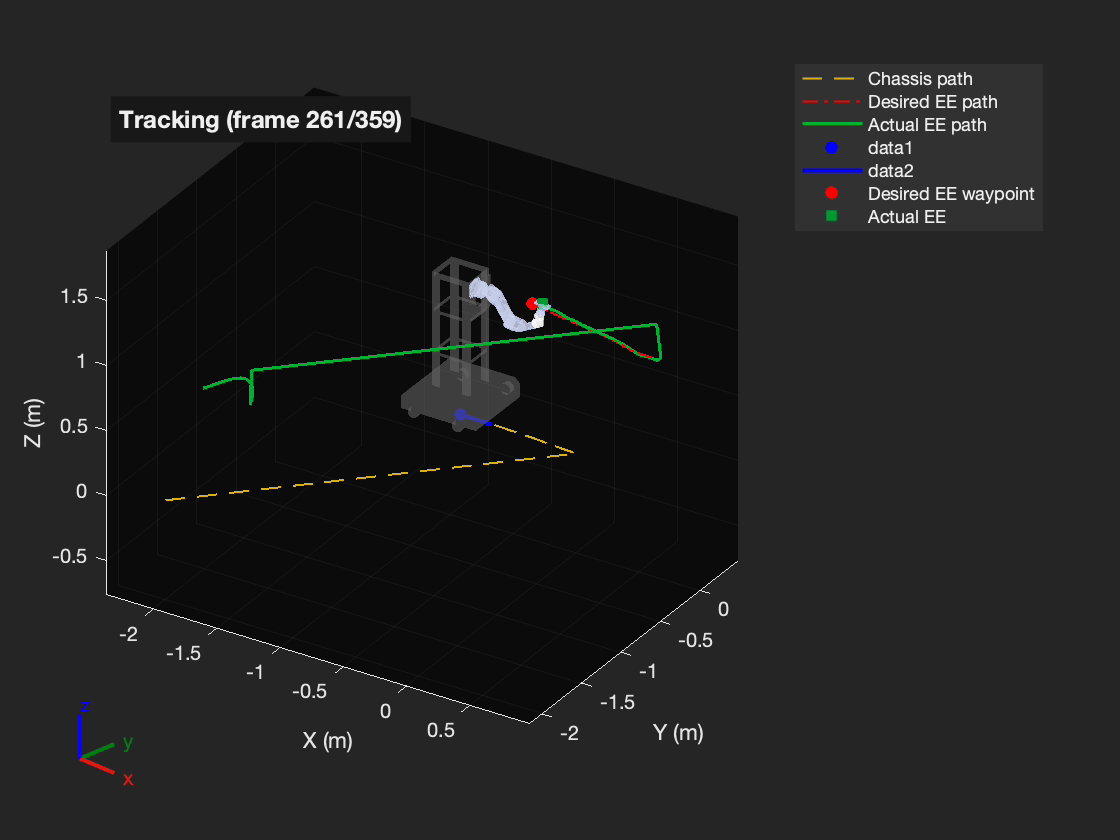 Tracking (frame 261/359)
Chassis path
Desired EE path
Actual EE path
data1
data2
Desired EE waypoint
Actual EE
1.5
1
0.5
0
-0.5
Z (m)
-2
-1.5
-1
-0.5
0
0.5
X (m)
0
-0.5
-1
-1.5
-2
Y (m)
z
y
x